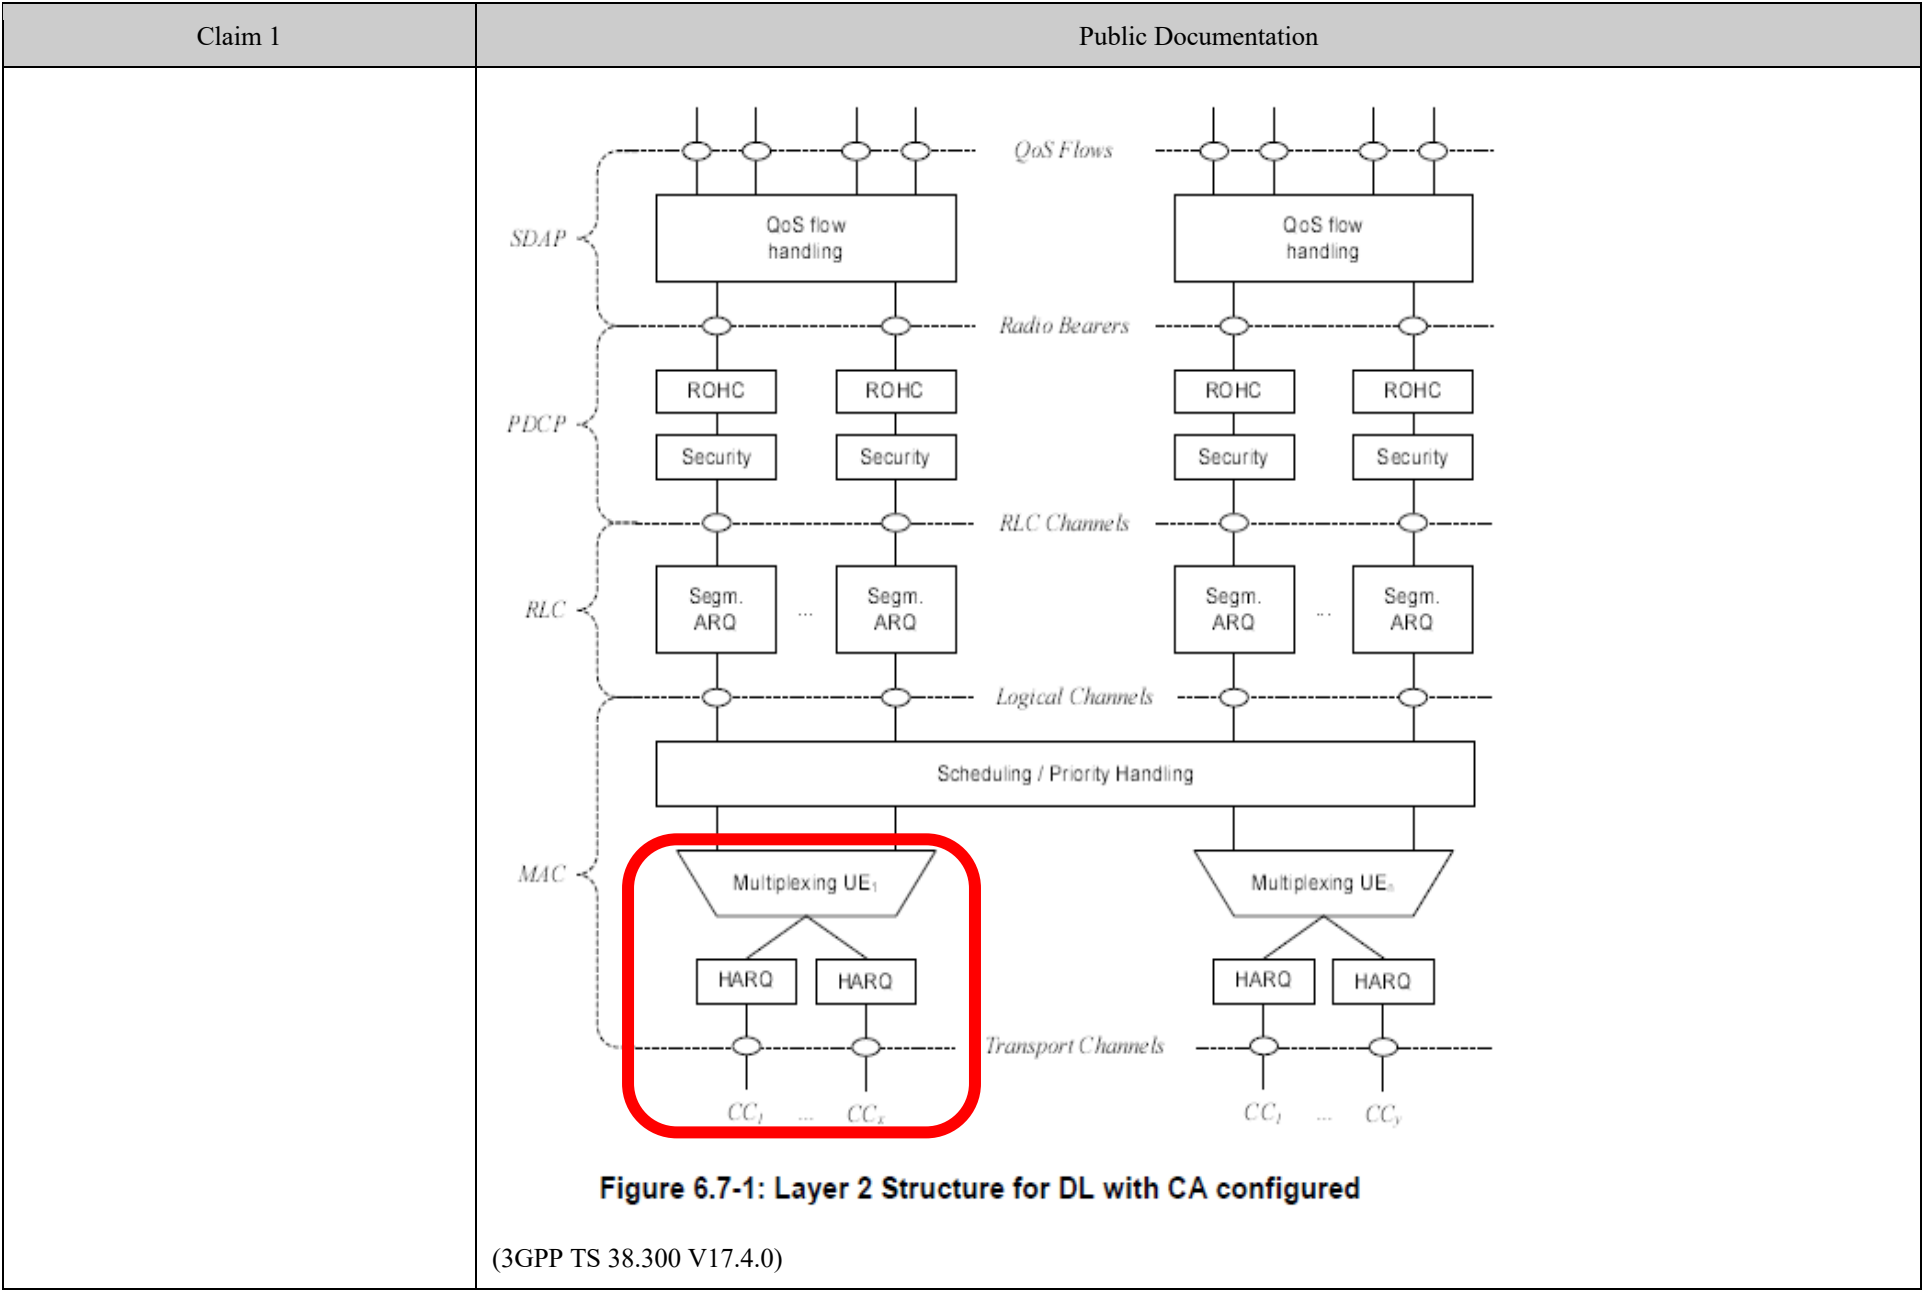 Claim 1 Public Documentation
QoS Flows
SDAP
QoS flow handling QoS flow handling
Radio Bearers
ROHC ROHC ROHC ROHC
PDCP
Security Security Security Security
RLC Channels
RLC
Segm. ARQ ... Segm. ARQ Segm. ARQ ... Segm. ARQ
Logical Channels
Scheduling / Priority Handling
MAC
Multiplexing UE1 Multiplexing UEn
HARQ HARQ HARQ HARQ
Transport Channels
CC1 ... CCx CC1 ... CCy
Figure 6.7-1: Layer 2 Structure for DL with CA configured
(3GPP TS 38.300 V17.4.0)